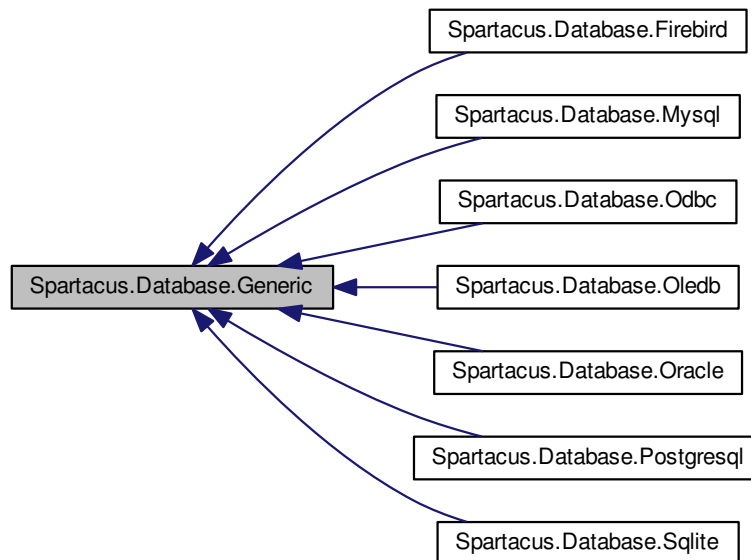 Spartacus.Database.Firebird
Spartacus.Database.Mysql
Spartacus.Database.Odbc
Spartacus.Database.Generic
Spartacus.Database.Oledb
Spartacus.Database.Oracle
Spartacus.Database.Postgresql
Spartacus.Database.Sqlite